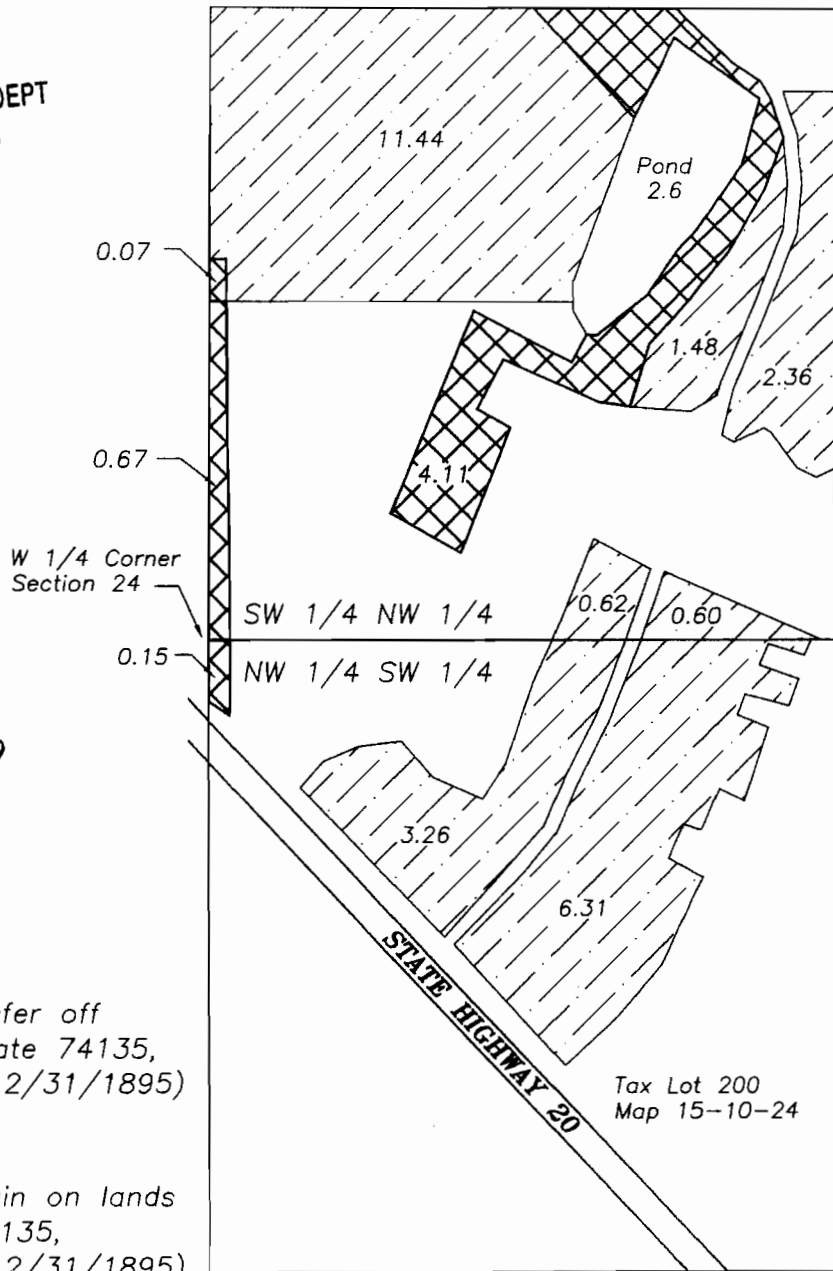 DEPT
11.44
Pond
2.6
0.07
1.48
2.36
0.67
4.11
W 1/4 Corner
Section 24
SW 1/4 NW 1/4
0.62
0.60
0.15
NW 1/4 SW 1/4
3.26
6.31
STATE HIGHWAY 20
fer off
ate 74135,
2/31/1895)
Tax Lot 200
Map 15-10-24
in on lands
135,
2/31/1895)